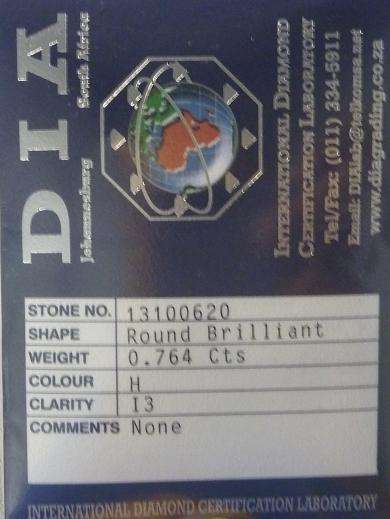 DIA
Johannesburg South Africa
INTERNATIONAL DIAMOND
CERTIFICATION LABORATORY
Tel/Fax: (011) 334-5911
Email: DIAlab@telkomsa.net
www.diagrading.co.za
STONE NO. 13100620
SHAPE Round Brilliant
WEIGHT 0.764 Cts
COLOUR H
CLARITY I3
COMMENTS None
INTERNATIONAL DIAMOND CERTIFICATION LABORATORY